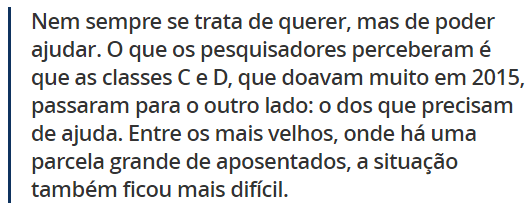 Nem sempre se trata de querer, mas de poder
ajudar. O que os pesquisadores perceberam é
que as classes C e D, que doavam muito em 2015,
passaram para o outro lado: o dos que precisam
de ajuda. Entre os mais velhos, onde há uma
parcela grande de aposentados, a situação
também ficou mais difícil.